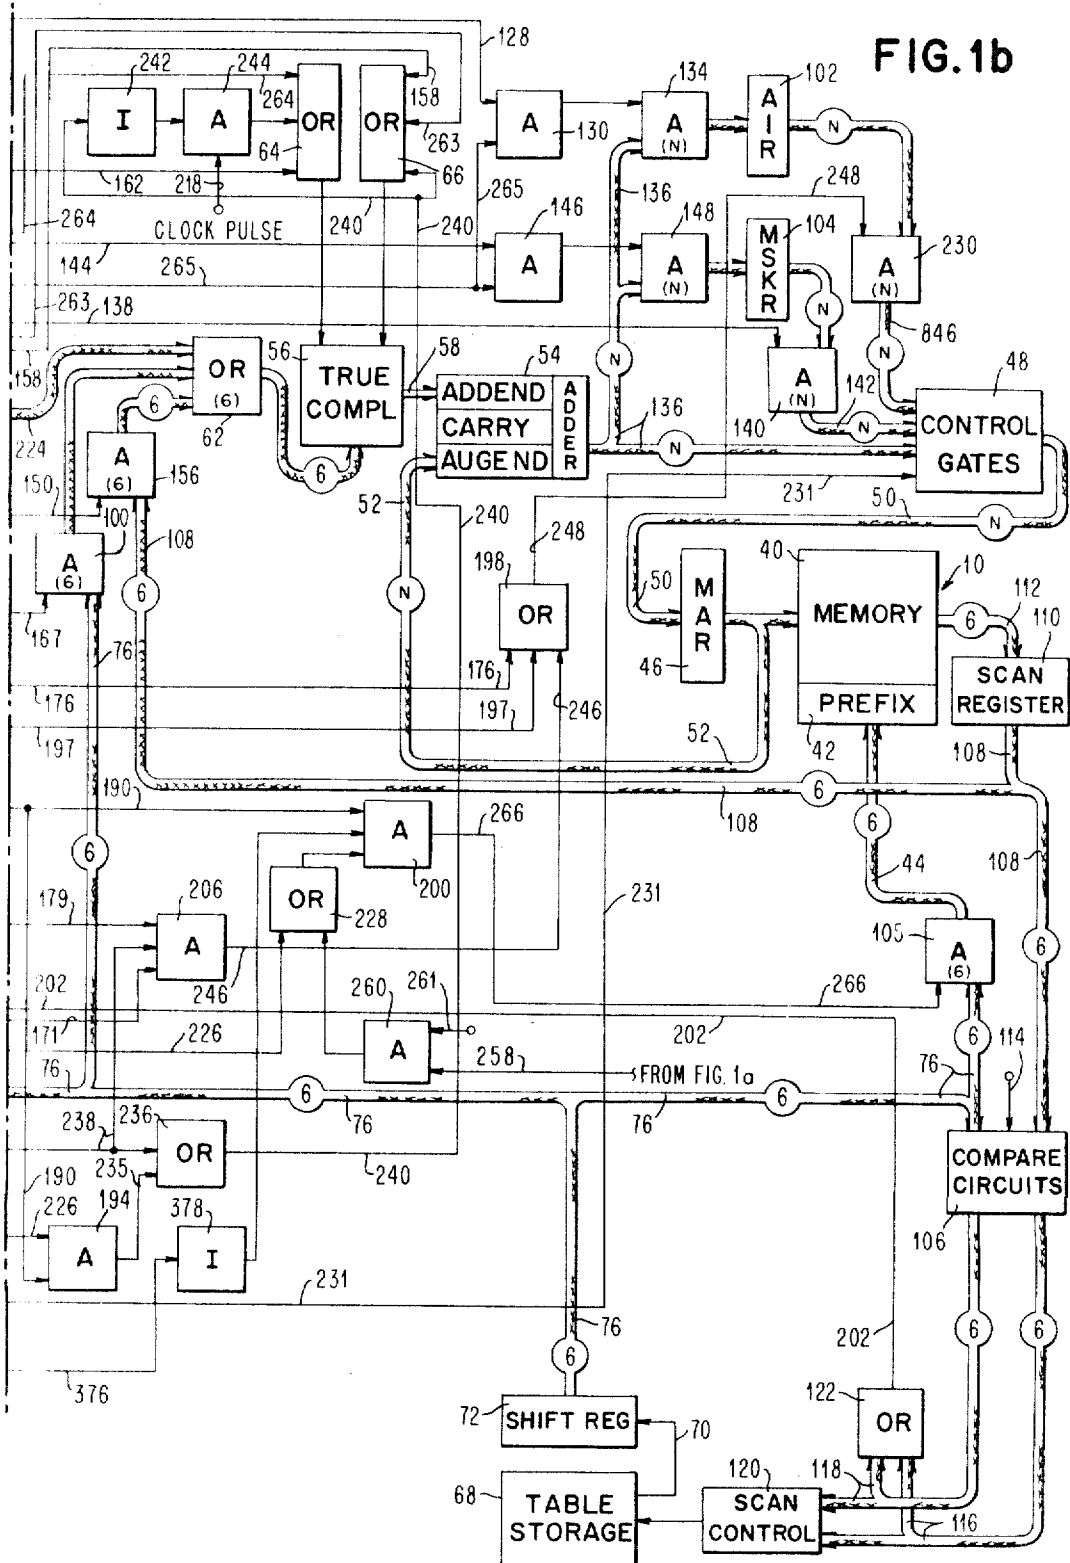 FIG.1b
128
242
244
264
158
134
102
I
A
OR
OR
A
130
A
(N)
A
I
R
N
263
64
66
162
218
240
265
136
248
264
CLOCK PULSE
240
146
148
104
144
A
A
(N)
M
S
K
R
A
(N)
230
265
263
138
N
846
158
OR
(6)
56
TRUE
COMPL
58
54
ADDEND
CARRY
AUGEND
ADDER
N
A
(N)
142
N
48
CONTROL
GATES
6
62
224
136
N
140
N
A
(6)
156
6
52
231
150
50
N
100
108
240
248
A
(6)
198
40
10
6
N
OR
50
M
A
R
MEMORY
6
112
110
167
76
46
SCAN
REGISTER
176
176
PREFIX
197
197
246
52
42
108
190
6
108
266
A
200
6
6
OR
228
231
44
108
179
206
A
105
A
(6)
6
246
260
261
266
202
171
A
202
6
226
258
114
76
FROM FIG. 1a
6
76
76
6
76
238
236
OR
COMPARE
CIRCUITS
235
240
190
226
194
378
106
A
I
231
76
202
6
6
6
376
122
72
SHIFT REG
OR
70
120
118
68
TABLE
STORAGE
SCAN
CONTROL
116